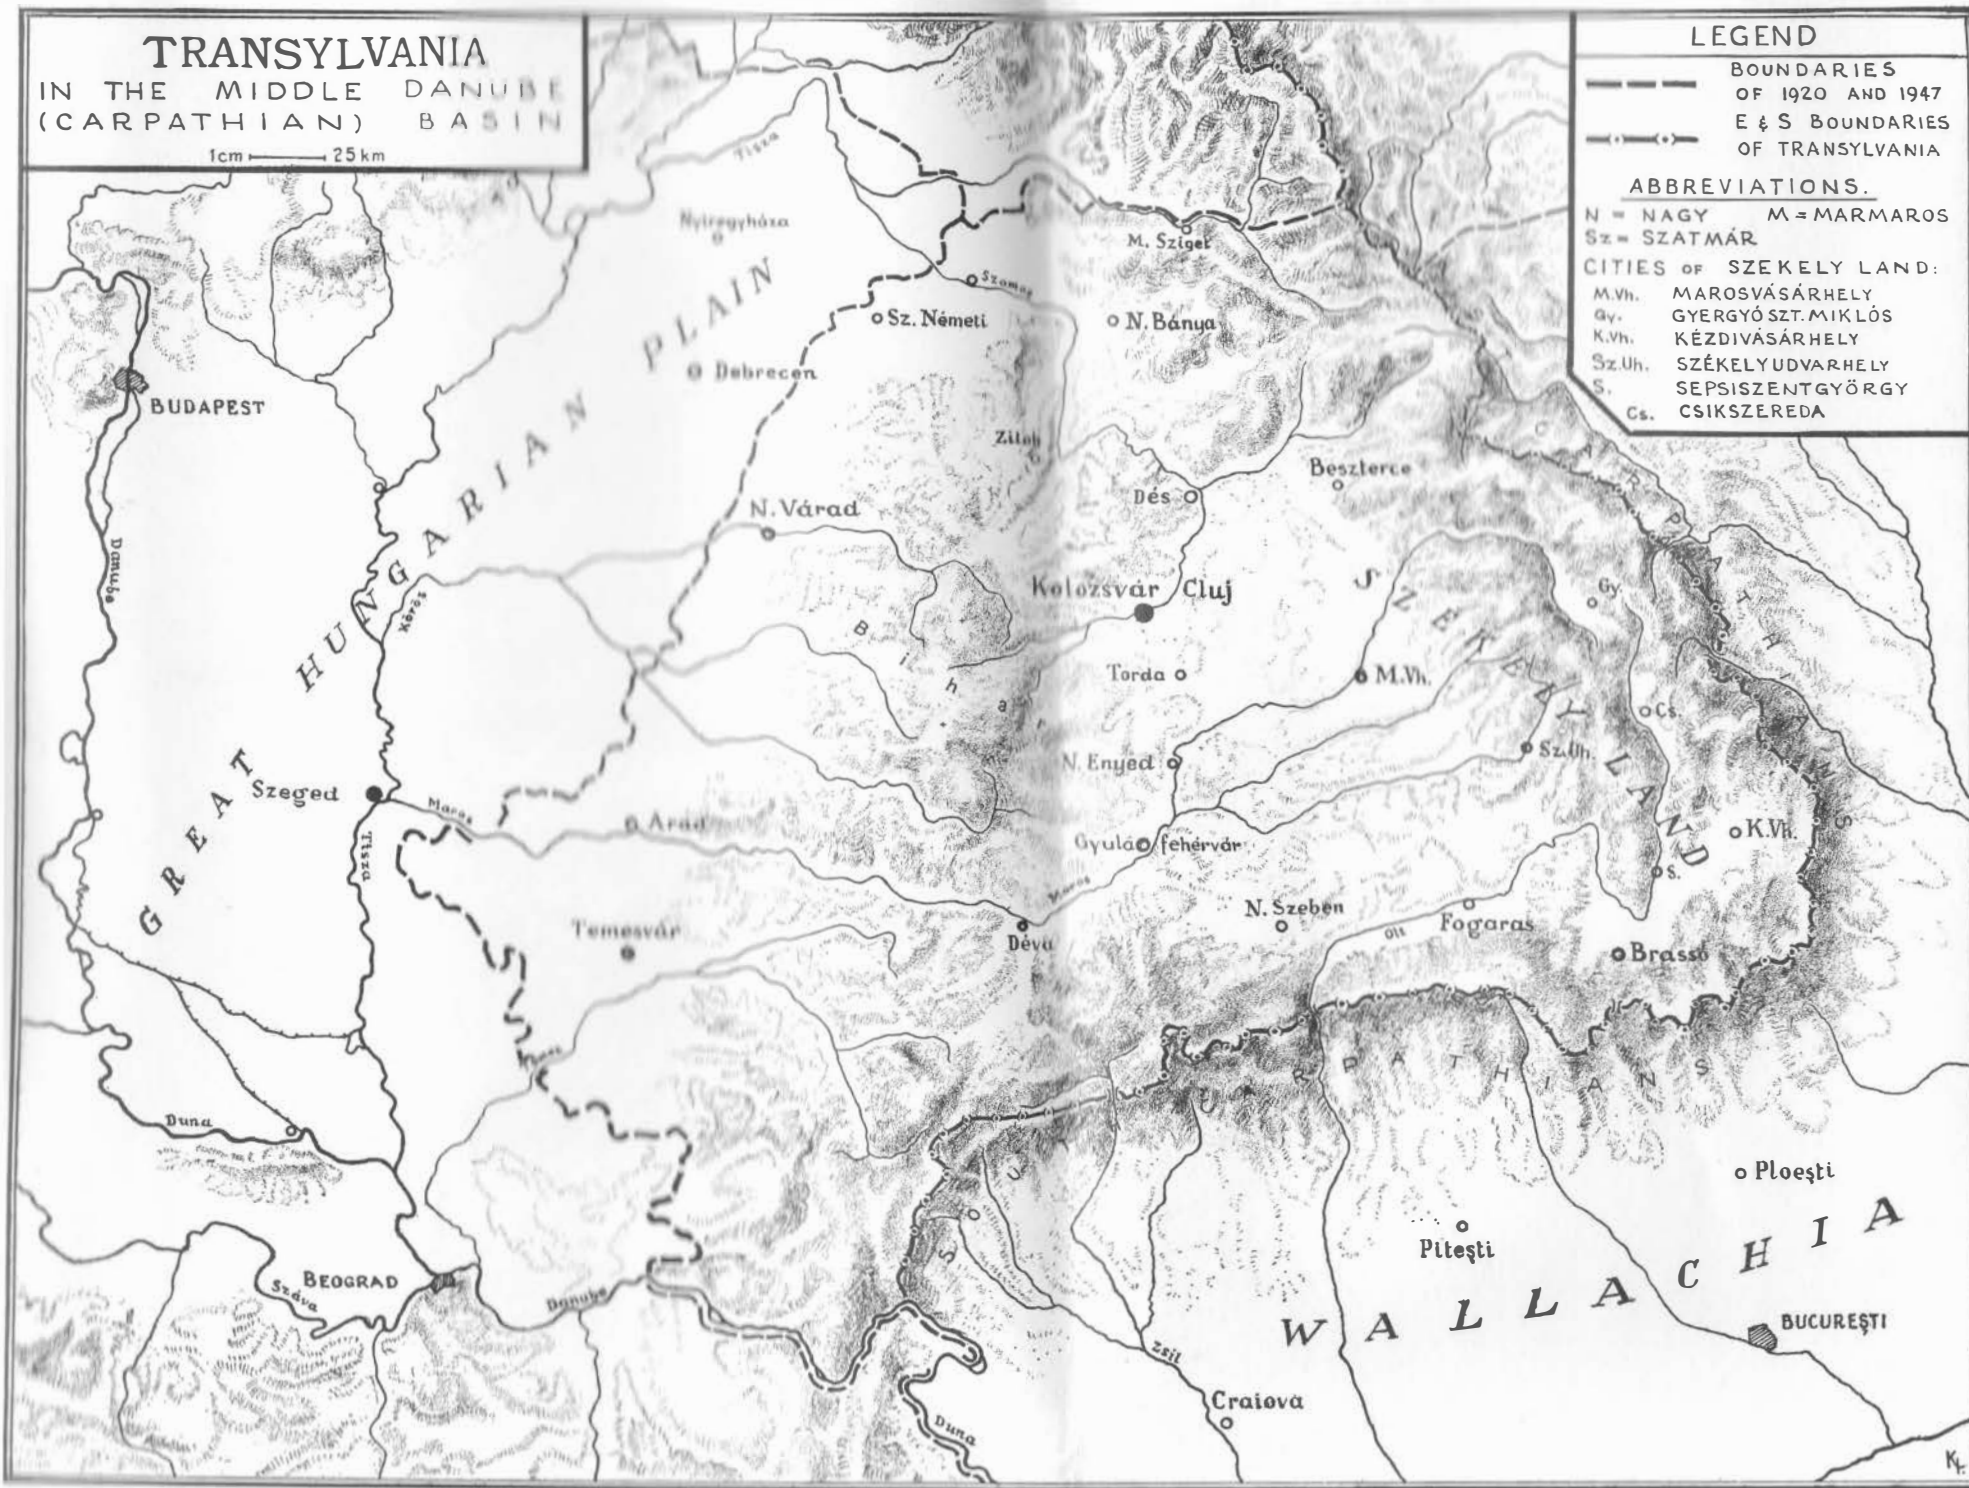 TRANSYLVANIA
IN THE MIDDLE DANUBE
(CARPATHIAN) BASIN
1cm 25 km
LEGEND
BOUNDARIES
OF 1920 AND 1947
E & S BOUNDARIES
OF TRANSYLVANIA
ABBREVIATIONS.
N = NAGY M = MARMAROS
Sz = SZATMÁR
CITIES OF SZEKELY LAND:
M.Vh. MAROSVÁSÁRHELY
Gy. GYERGYÓ SZT. MIKLÓS
K.Vh. KÉZDIVÁSÁRHELY
Sz.Uh. SZÉKELYUDVARHELY
S. SEPSISZENTGYÖRGY
Cs. CSIKSZEREDA
Tisza
Nyíregyháza
M. Sziget
Szamos
Sz. Németi
N. Bánya
Debrecen
BUDAPEST
GREAT HUNGARIAN PLAIN
Zilah
Beszterce
Dés
N. Várad
CARPATHIANS
Danube
Körös
Kolozsvár Cluj
Gy
SZEKELY LAND
Bihar
Torda
M.Vh.
Cs.
Sz.Uh.
N. Enyed
Szeged
Maros
Arad
K.Vh.
Gyulá fehérvár
Tisza
S.
Maros
N. Szeben
Fogaras
Olt
Temesvár
Déva
Brassó
SOU CARPATHIANS
Duna
Ploeşti
Piteşti
WALLACHIA
BEOGRAD
Száva
Danube
BUCUREŞTI
Zsil
Craiova
Duna